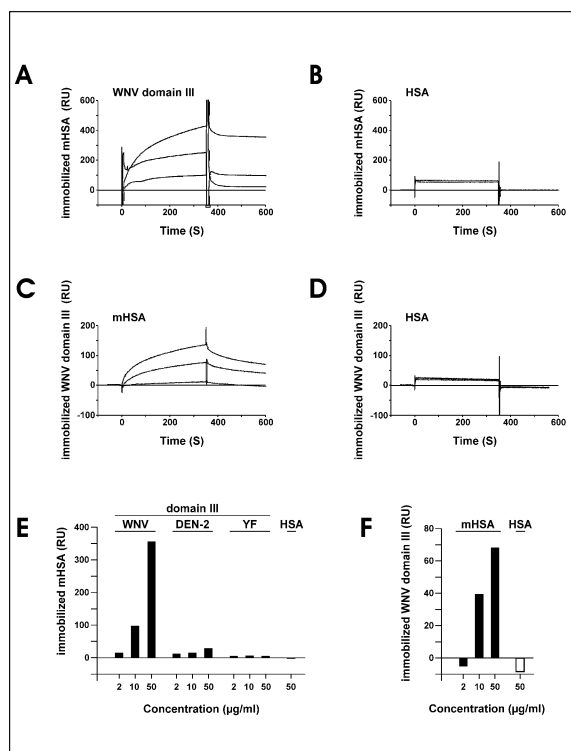 A
WNV domain III
immobilized mHSA (RU)
600
400
200
0
0 200 400 600
Time (S)
B
HSA
immobilized mHSA (RU)
600
400
200
0
0 200 400 600
Time (S)
C
mHSA
immobilized WNV domain III (RU)
200
100
0
-100
0 200 400 600
Time (S)
D
HSA
immobilized WNV domain III (RU)
200
100
0
-100
0 200 400 600
Time (S)
E
domain III
WNV DEN-2 YF HSA
immobilized mHSA (RU)
400
300
200
100
0
2 10 50 2 10 50 2 10 50 50
Concentration (µg/ml)
F
mHSA HSA
immobilized WNV domain III (RU)
80
60
40
20
0
2 10 50 50
Concentration (µg/ml)